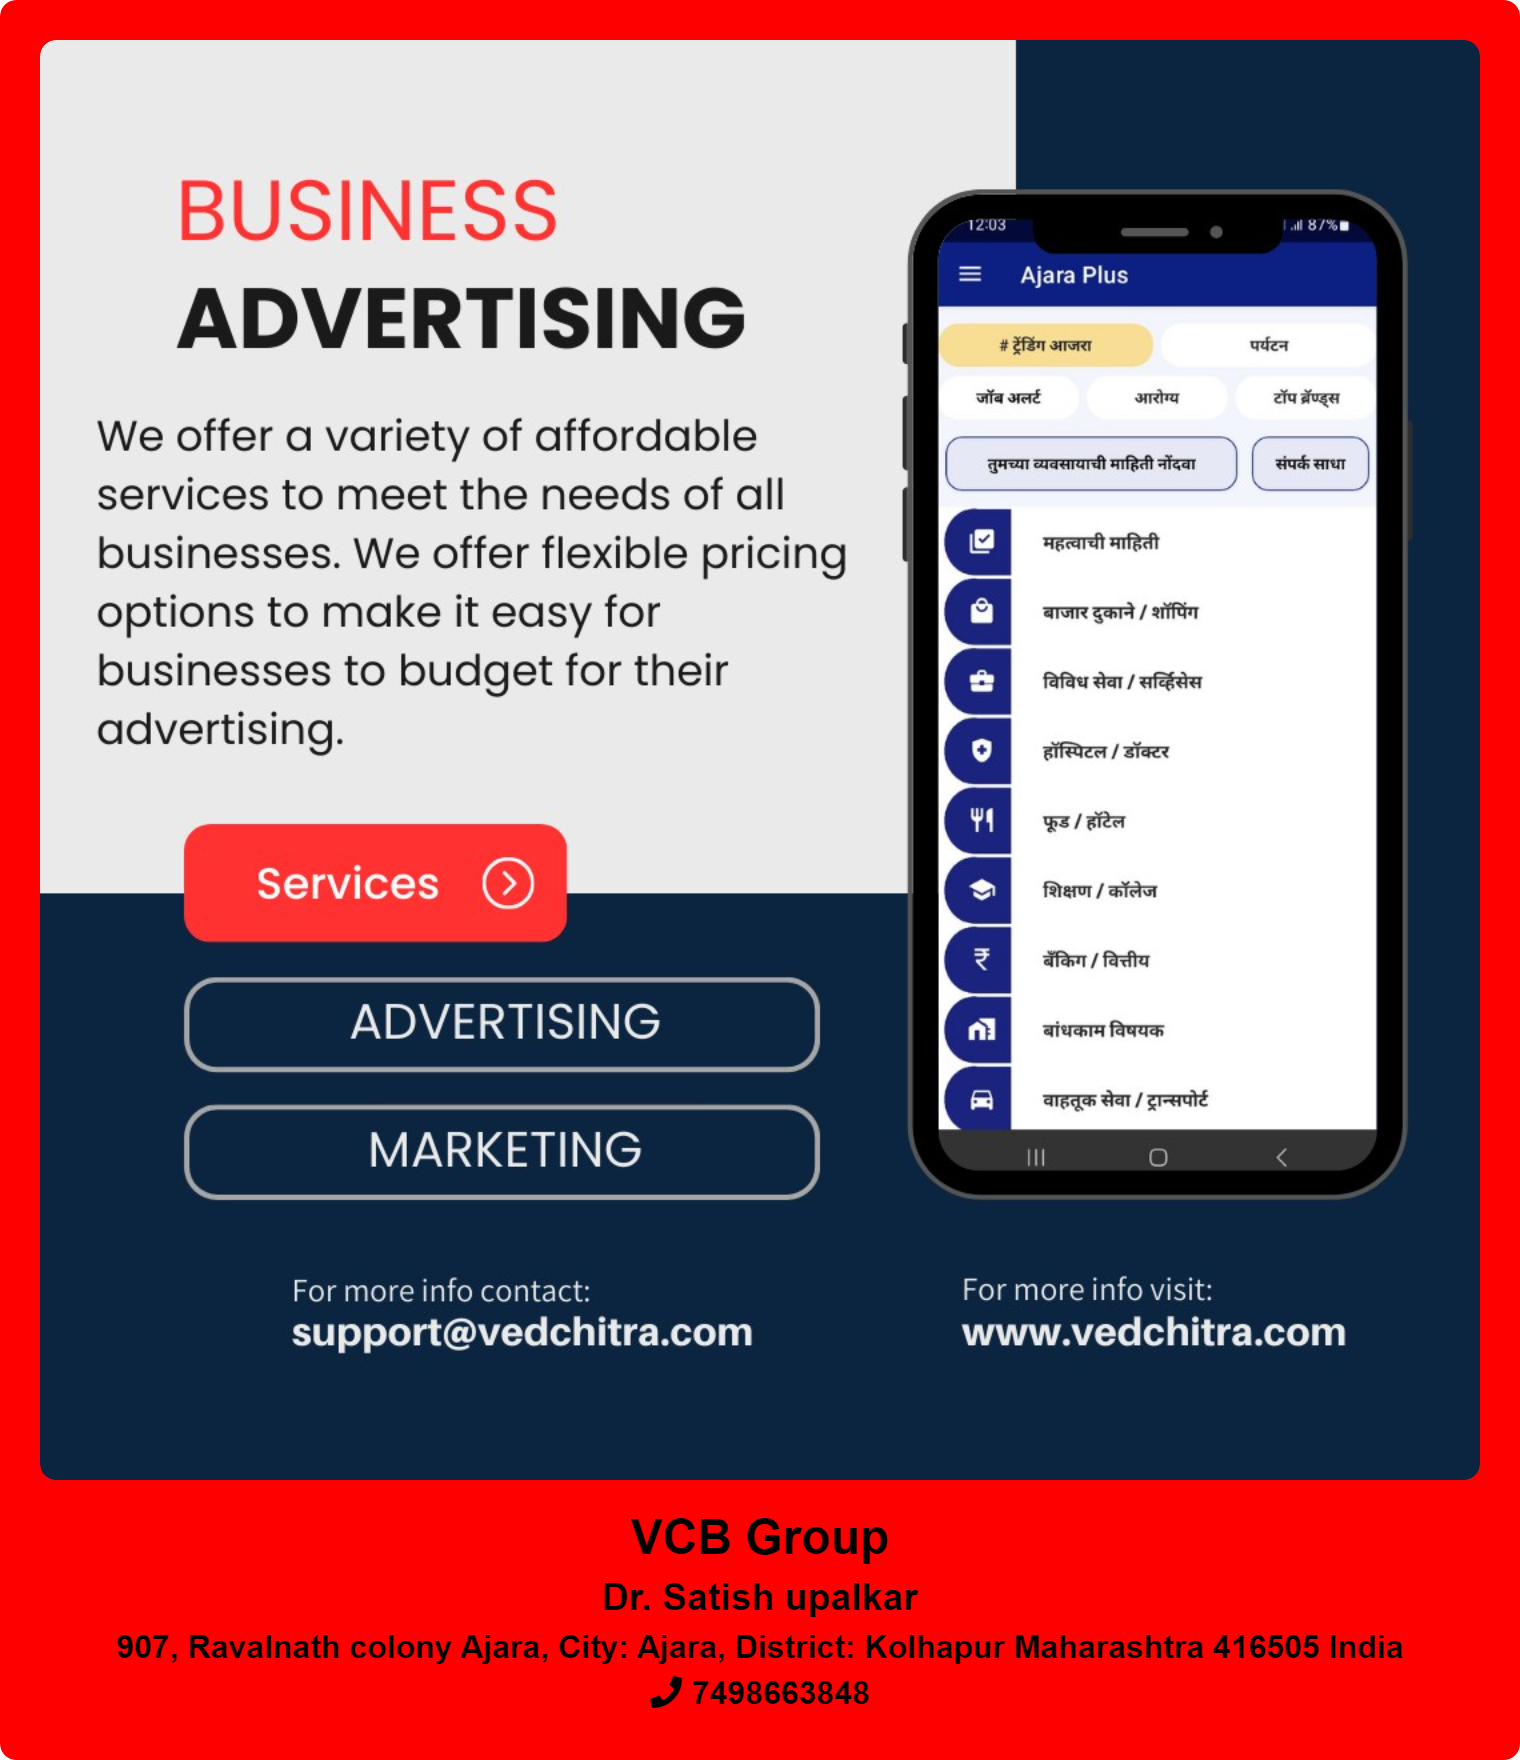 BUSINESS
ADVERTISING
We offer a variety of affordable
services to meet the needs of all
businesses. We offer flexible pricing
options to make it easy for
businesses to budget for their
advertising.
Services
ADVERTISING
MARKETING
For more info contact:
support@vedchitra.com
12:03 87%
Ajara Plus
# ट्रेंडिंग आजरा पर्यटन
जॉब अलर्ट आरोग्य टॉप ब्रॅण्ड्स
तुमच्या व्यवसायाची माहिती नोंदवा संपर्क साधा
महत्वाची माहिती
बाजार दुकाने / शॉपिंग
विविध सेवा / सर्व्हिसेस
हॉस्पिटल / डॉक्टर
फूड / हॉटेल
शिक्षण / कॉलेज
बँकिग / वित्तीय
बांधकाम विषयक
वाहतूक सेवा / ट्रान्सपोर्ट
For more info visit:
www.vedchitra.com
VCB Group
Dr. Satish upalkar
907, Ravalnath colony Ajara, City: Ajara, District: Kolhapur Maharashtra 416505 India
7498663848